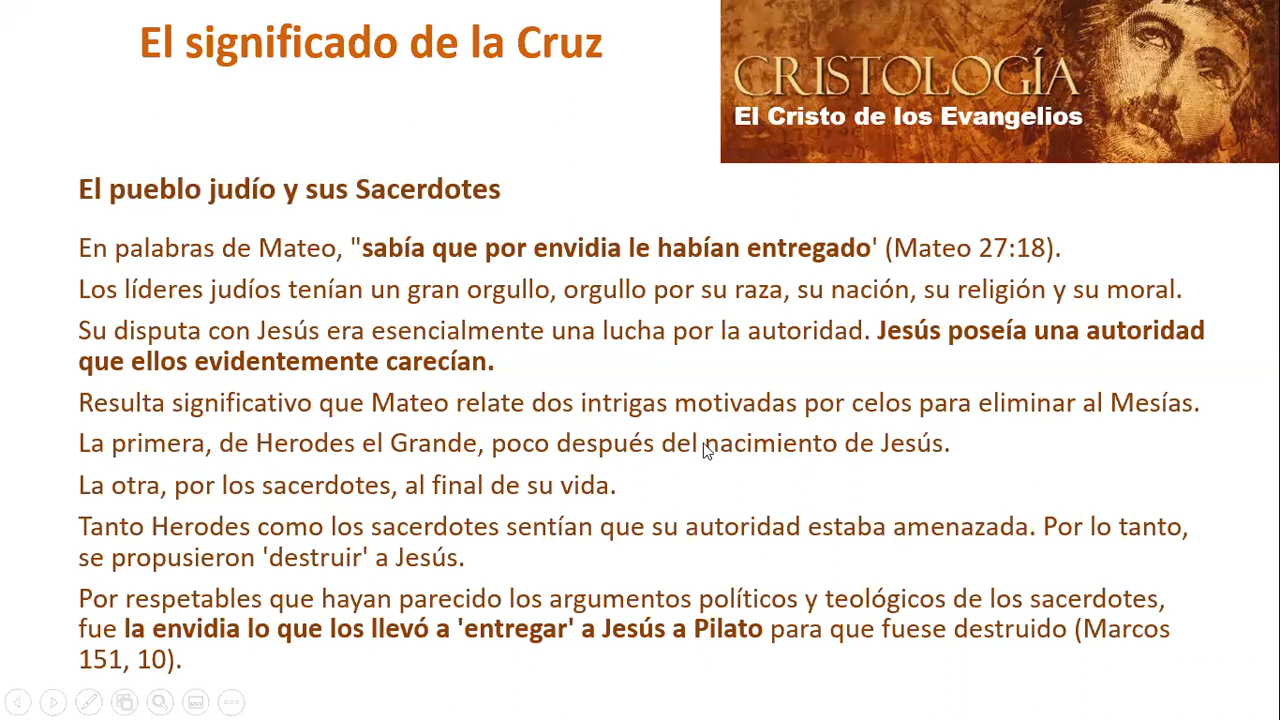 El significado de la Cruz
CRISTOLOGÍA
El Cristo de los Evangelios
El pueblo judío y sus Sacerdotes
En palabras de Mateo, "sabía que por envidia le habían entregado' (Mateo 27:18).
Los líderes judíos tenían un gran orgullo, orgullo por su raza, su nación, su religión y su moral.
Su disputa con Jesús era esencialmente una lucha por la autoridad. Jesús poseía una autoridad
que ellos evidentemente carecían.
Resulta significativo que Mateo relate dos intrigas motivadas por celos para eliminar al Mesías.
La primera, de Herodes el Grande, poco después del nacimiento de Jesús.
La otra, por los sacerdotes, al final de su vida.
Tanto Herodes como los sacerdotes sentían que su autoridad estaba amenazada. Por lo tanto,
se propusieron 'destruir' a Jesús.
Por respetables que hayan parecido los argumentos políticos y teológicos de los sacerdotes,
fue la envidia lo que los llevó a 'entregar' a Jesús a Pilato para que fuese destruido (Marcos
151, 10).